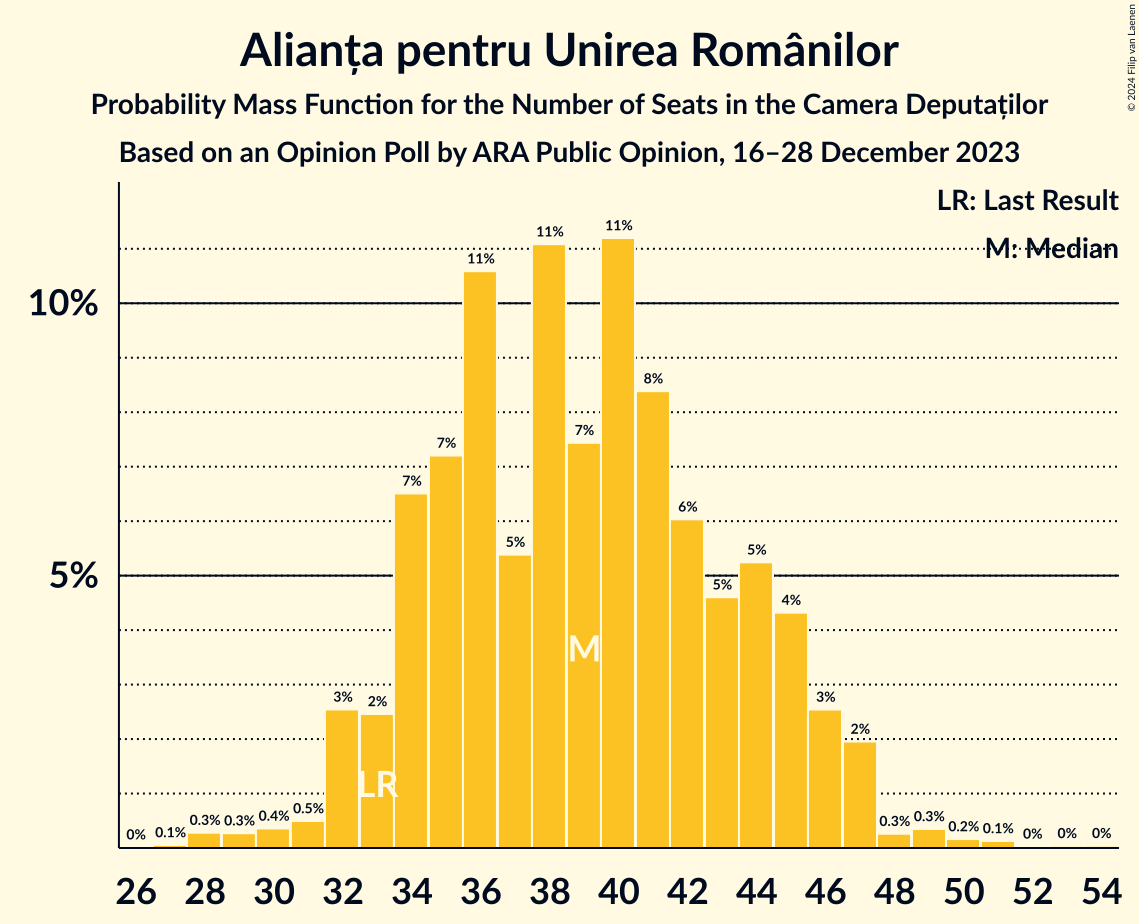 Alianța pentru Unirea Românilor
Probability Mass Function for the Number of Seats in the Camera Deputaților
Based on an Opinion Poll by ARA Public Opinion, 16–28 December 2023
© 2024 Filip van Laenen
LR: Last Result
M: Median
10%
5%
0% 0.1% 0.3% 0.3% 0.4% 0.5% 3% 2% 7% 7% 11% 5% 11% 7% 11% 8% 6% 5% 5% 4% 3% 2% 0.3% 0.3% 0.2% 0.1% 0% 0% 0%
M
LR
26 28 30 32 34 36 38 40 42 44 46 48 50 52 54